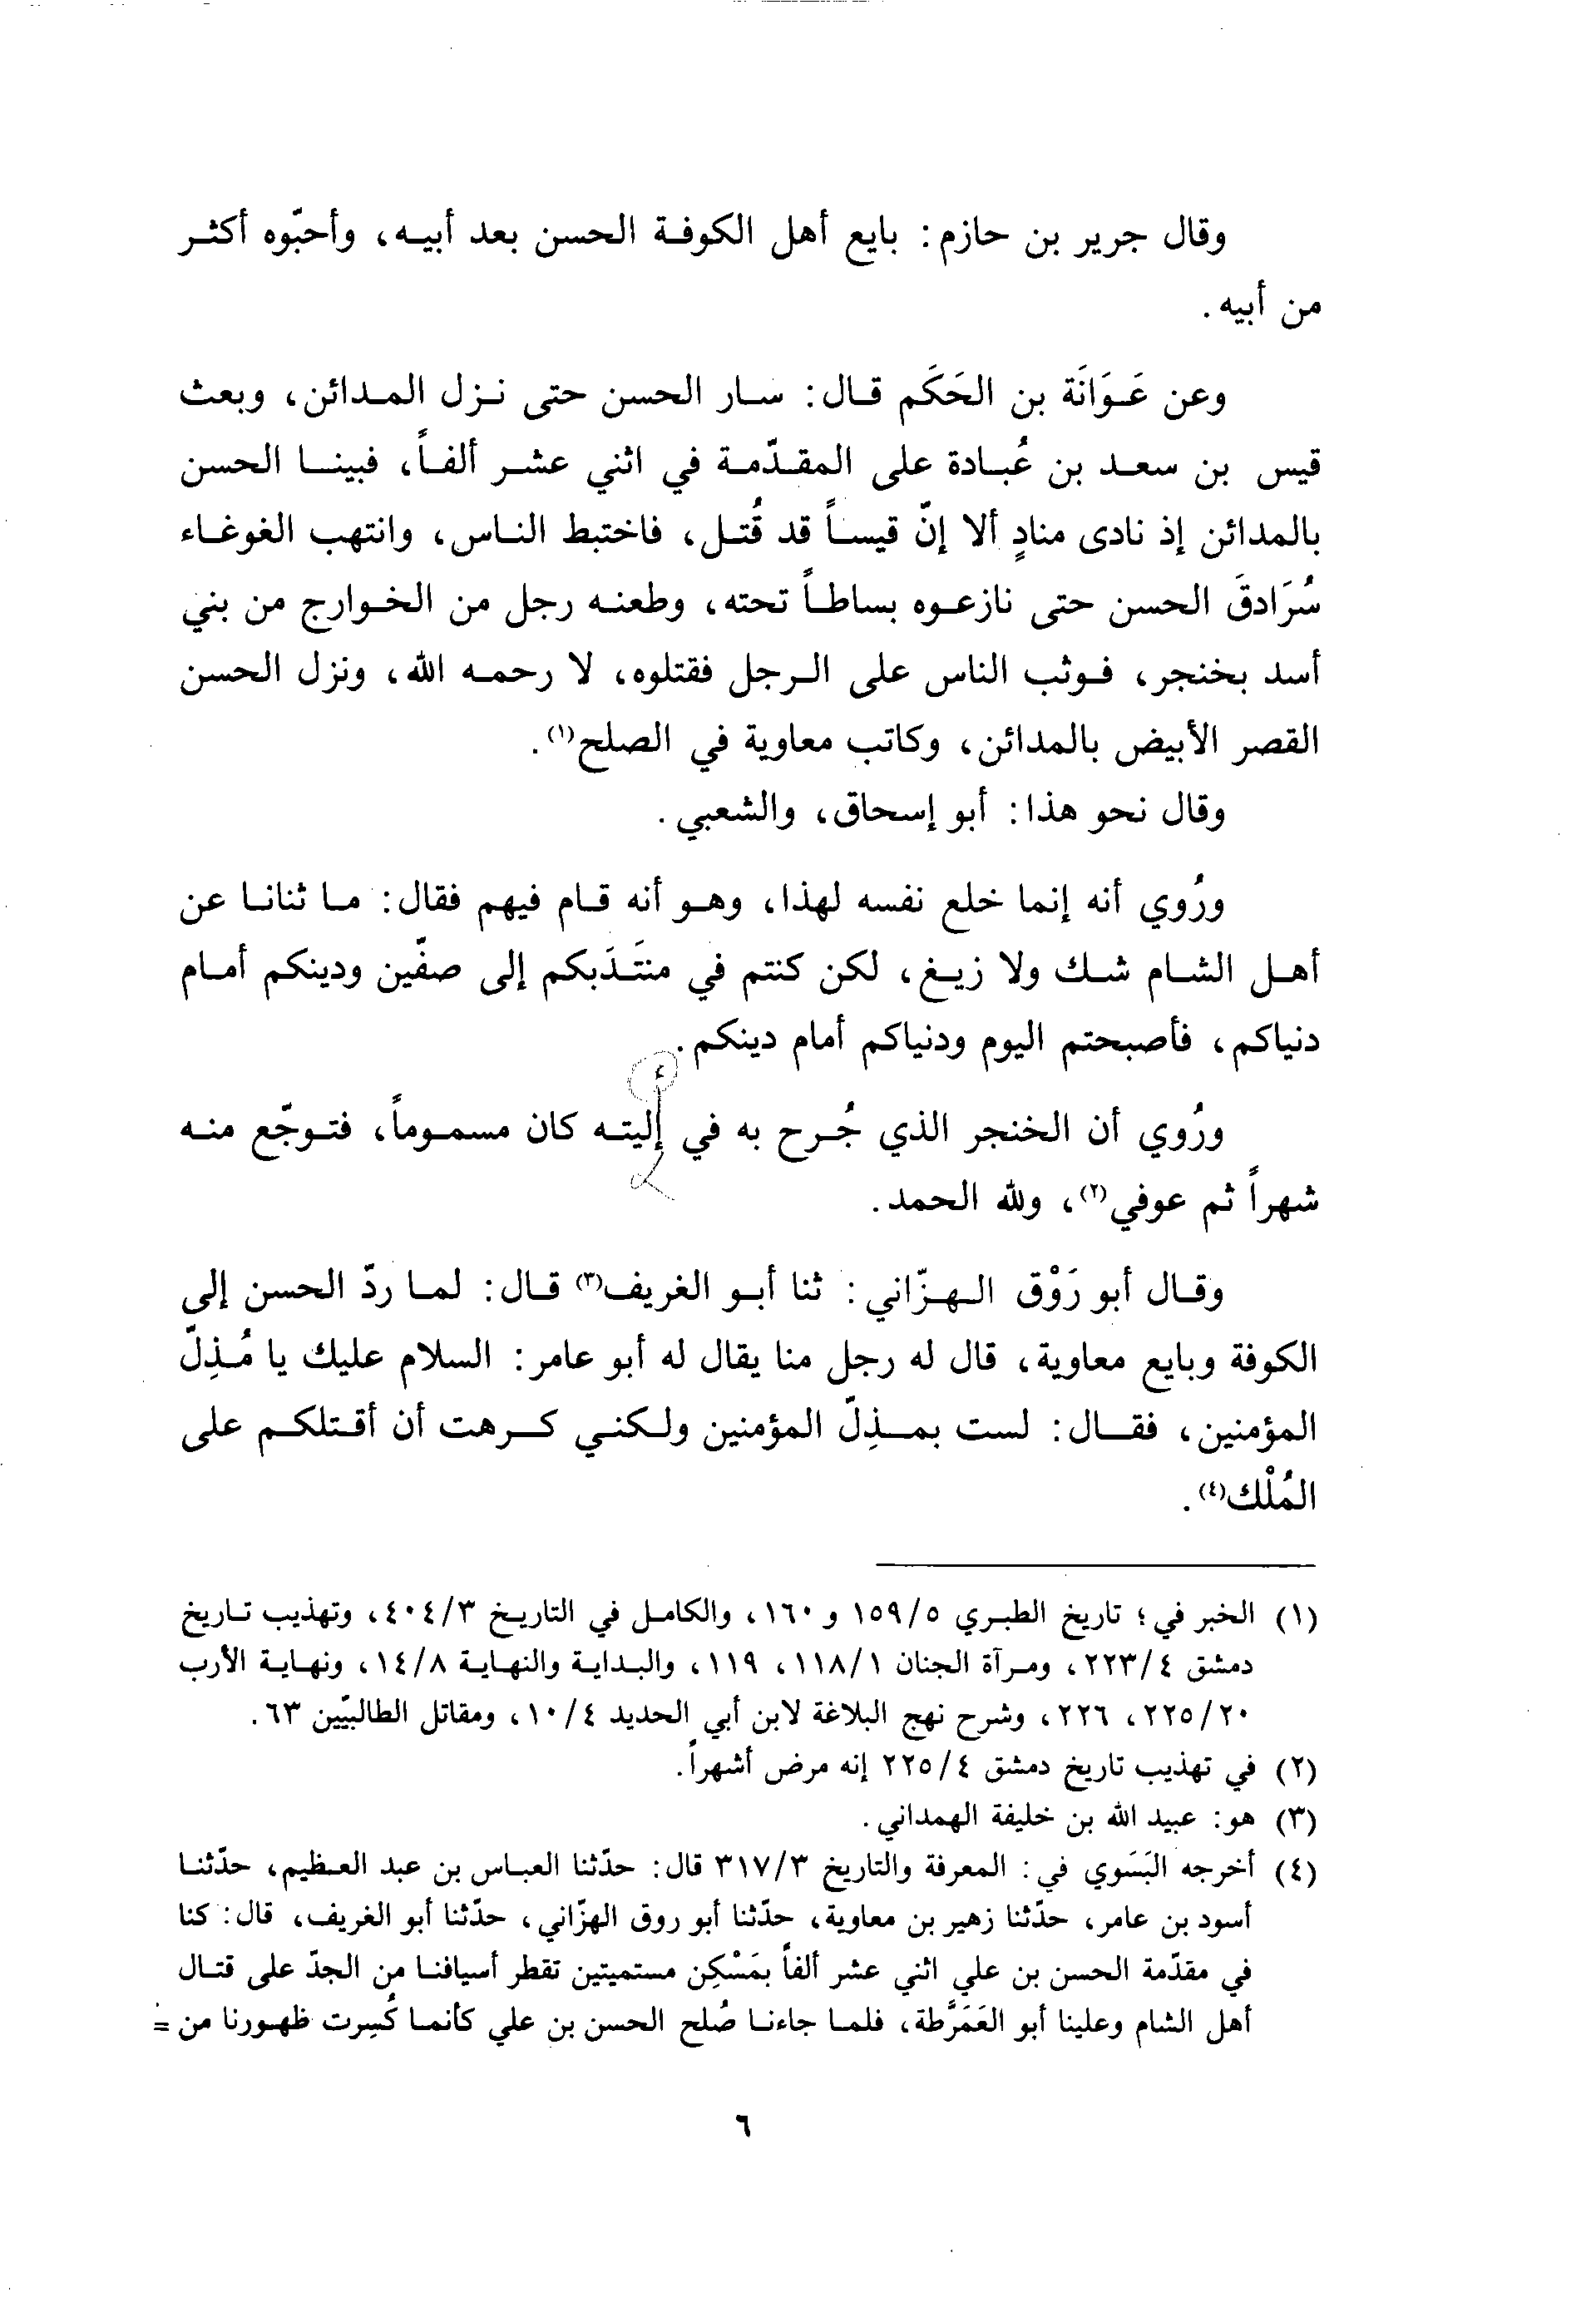 وقال جرير بن حازم: بايع أهل الكوفة الحسن بعد أبيه، وأحبّوه أكثر
من أبيه.
وعن عَوَانَة بن الحَكَم قال: سار الحسن حتى نزل المدائن، وبعث
قيس بن سعد بن عُبادة على المقدّمة في اثني عشر ألفاً، فبينا الحسن
بالمدائن إذ نادى منادٍ ألا إنّ قيساً قد قُتل، فاختبط الناس، وانتهب الغوغاء
سُرَادقَ الحسن حتى نازعوه بساطاً تحته، وطعنه رجل من الخوارج من بني
أسد بخنجر، فوثب الناس على الرجل فقتلوه، لا رحمه الله، ونزل الحسن
القصر الأبيض بالمدائن، وكاتب معاوية في الصلح(١).
وقال نحو هذا: أبو إسحاق، والشعبي.
ورُوي أنه إنما خلع نفسه لهذا، وهو أنه قام فيهم فقال: ما ثنانا عن
أهل الشام شك ولا زيغ، لكن كنتم في منتَدَبكم إلى صفّين ودينكم أمام
دنياكم، فأصبحتم اليوم ودنياكم أمام دينكم.
ورُوي أن الخنجر الذي جُرح به في إليته كان مسموماً، فتوجّع منه
شهراً ثم عوفي(٢)، ولله الحمد.
وقال أبو رَوْق الهزّاني: ثنا أبو الغريف(٣) قال: لما ردّ الحسن إلى
الكوفة وبايع معاوية، قال له رجل منا يقال له أبو عامر: السلام عليك يا مُذِلّ
المؤمنين، فقال: لست بمذِلّ المؤمنين ولكني كرهت أن أقتلكم على
المُلْك(٤).
(١) الخبر في؛ تاريخ الطبري ١٥٩/٥ و ١٦٠، والكامل في التاريخ ٤٠٤/٣، وتهذيب تاريخ
دمشق ٢٢٣/٤، ومرآة الجنان ١١٨/١، ١١٩، والبداية والنهاية ١٤/٨، ونهاية الأرب
٢٢٥/٢٠، ٢٢٦، وشرح نهج البلاغة لابن أبي الحديد ١٠/٤، ومقاتل الطالبيّين ٦٣.
(٢) في تهذيب تاريخ دمشق ٢٢٥/٤ إنه مرض أشهراً.
(٣) هو: عبيد الله بن خليفة الهمداني.
(٤) أخرجه البَسَوي في: المعرفة والتاريخ ٣١٧/٣ قال: حدّثنا العباس بن عبد العظيم، حدّثنا
أسود بن عامر، حدّثنا زهير بن معاوية، حدّثنا أبو روق الهزّاني، حدّثنا أبو الغريف، قال: كنا
في مقدّمة الحسن بن علي اثني عشر ألفاً بمَسْكِن مستميتين تقطر أسيافنا من الجدّ على قتال
أهل الشام وعلينا أبو العَمَرَّطة، فلما جاءنا صُلح الحسن بن علي كأنما كُسِرت ظهورنا من =
٦